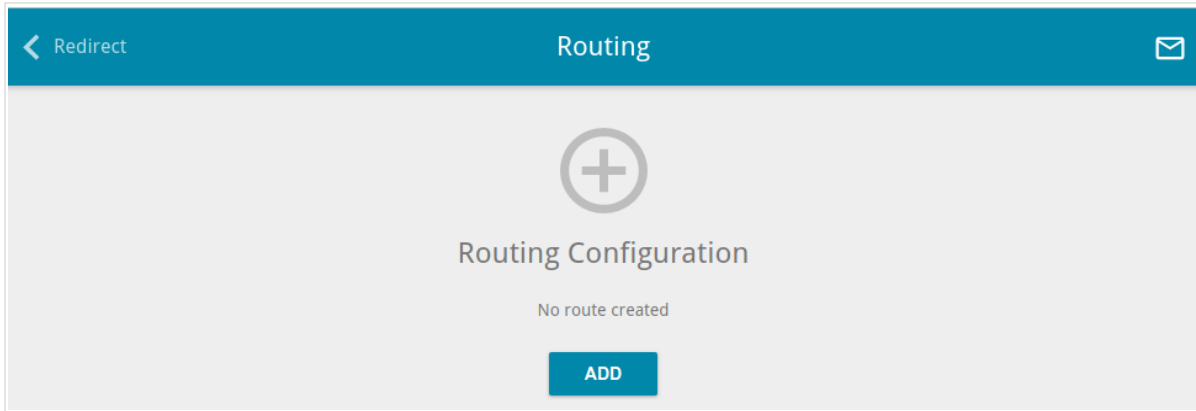 Redirect
Routing
Routing Configuration
No route created
ADD